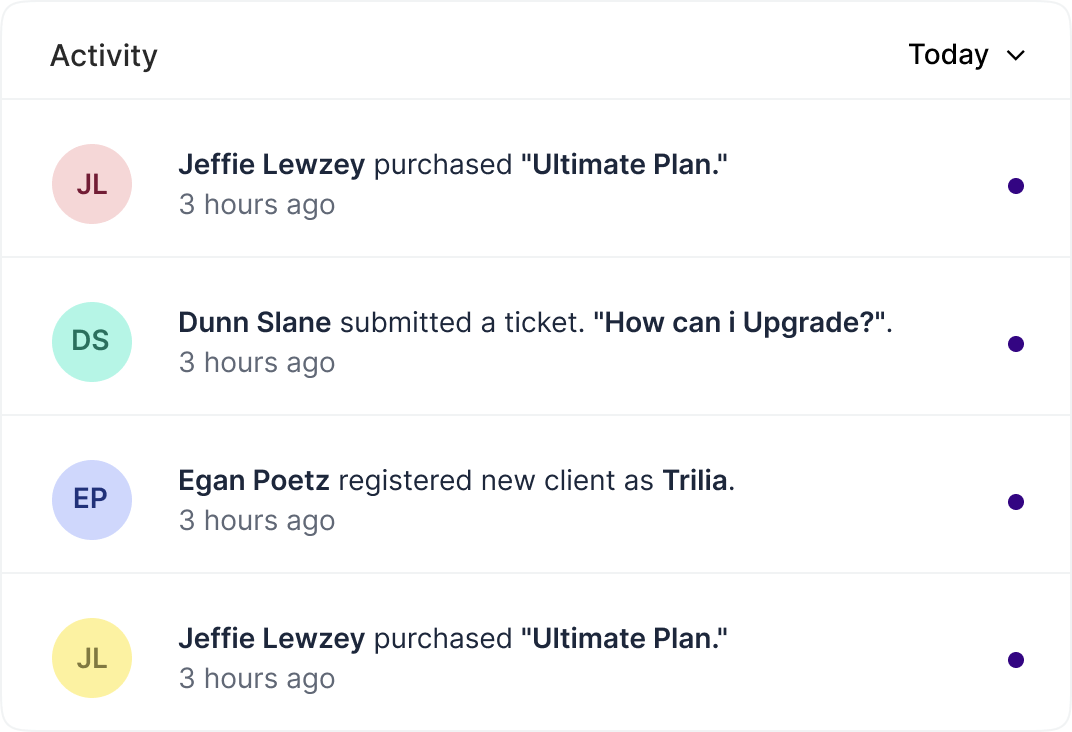 Activity
Today
JL
Jeffie Lewzey purchased "Ultimate Plan."
3 hours ago
DS
Dunn Slane submitted a ticket. "How can i Upgrade?".
3 hours ago
EP
Egan Poetz registered new client as Trilia.
3 hours ago
JL
Jeffie Lewzey purchased "Ultimate Plan."
3 hours ago